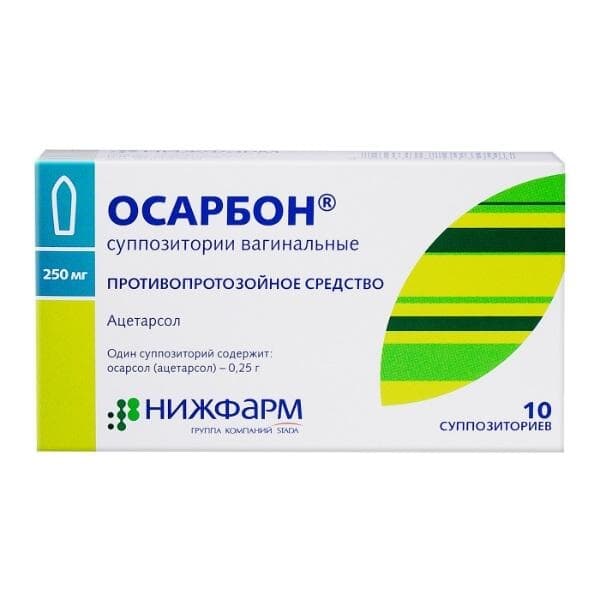 ОСАРБОН®
суппозитории вагинальные
250 мг
ПРОТИВОПРОТОЗОЙНОЕ СРЕДСТВО
Ацетарсол
Один суппозиторий содержит:
осарсол (ацетарсол) – 0,25 г
НИЖФАРМ
ГРУППА КОМПАНИЙ STADA
10
СУППОЗИТОРИЕВ